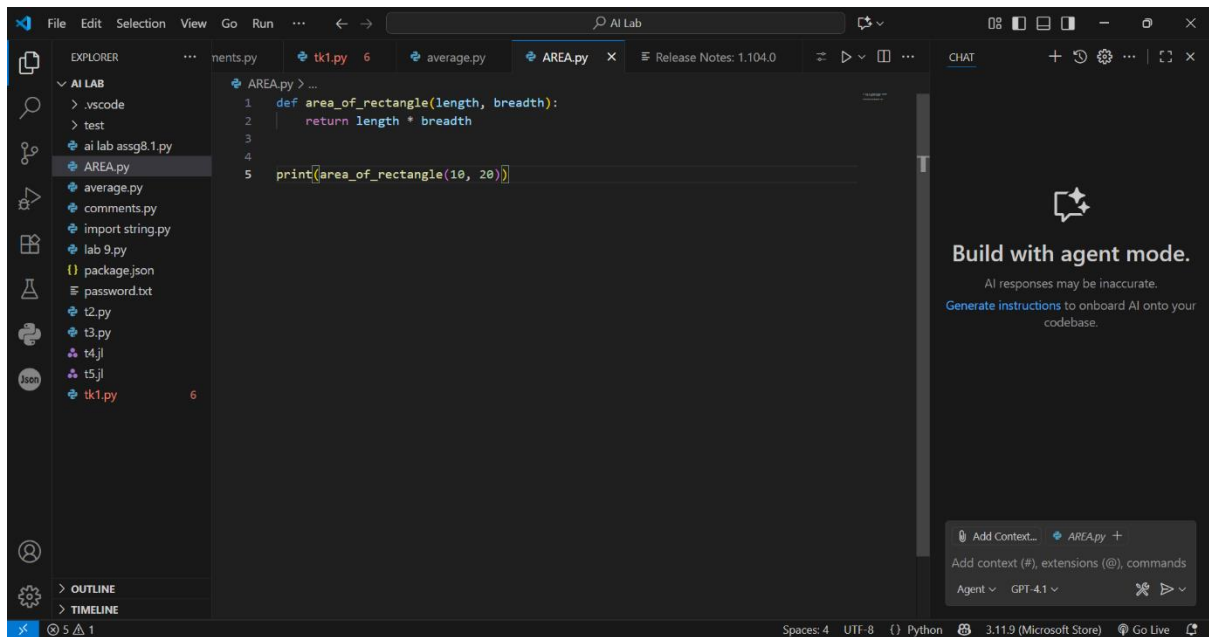 File Edit Selection View Go Run ··· AI Lab
EXPLORER ···
AI LAB
.vscode
test
ai lab assg8.1.py
AREA.py
average.py
comments.py
import string.py
lab 9.py
{} package.json
password.txt
t2.py
t3.py
t4.jl
t5.jl
tk1.py 6
OUTLINE
TIMELINE
Json
nents.py tk1.py 6 average.py AREA.py Release Notes: 1.104.0 ···
AREA.py > ...
1 def area_of_rectangle(length, breadth):
2 return length * breadth
3
4
5 print(area_of_rectangle(10, 20))
CHAT
Build with agent mode.
AI responses may be inaccurate.
Generate instructions to onboard AI onto your
codebase.
Add Context... AREA.py +
Add context (#), extensions (@), commands
Agent GPT-4.1
5 1 Spaces: 4 UTF-8 {} Python 3.11.9 (Microsoft Store) Go Live